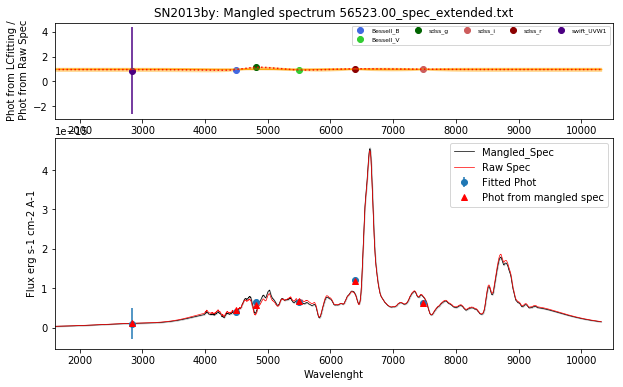 SN2013by: Mangled spectrum 56523.00_spec_extended.txt
Phot from LCfitting /
Phot from Raw Spec
4
2
0
−2
Bessell_B
Bessell_V
sdss_g
sdss_i
sdss_r
swift_UVW1
2000 3000 4000 5000 6000 7000 8000 9000 10000
1e−15
Flux erg s-1 cm-2 A-1
4
3
2
1
0
Mangled_Spec
Raw Spec
Fitted Phot
Phot from mangled spec
2000 3000 4000 5000 6000 7000 8000 9000 10000
Wavelenght